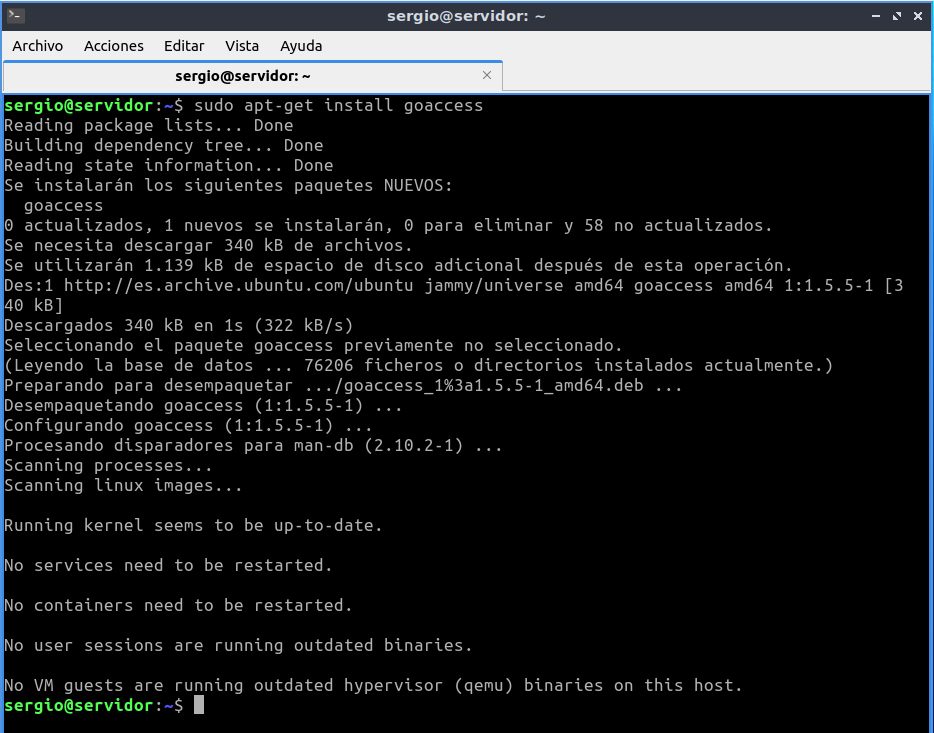 sergio@servidor: ~
Archivo Acciones Editar Vista Ayuda
sergio@servidor: ~
sergio@servidor:~$ sudo apt-get install goaccess
Reading package lists... Done
Building dependency tree... Done
Reading state information... Done
Se instalarán los siguientes paquetes NUEVOS:
  goaccess
0 actualizados, 1 nuevos se instalarán, 0 para eliminar y 58 no actualizados.
Se necesita descargar 340 kB de archivos.
Se utilizarán 1.139 kB de espacio de disco adicional después de esta operación.
Des:1 http://es.archive.ubuntu.com/ubuntu jammy/universe amd64 goaccess amd64 1:1.5.5-1 [3
40 kB]
Descargados 340 kB en 1s (322 kB/s)
Seleccionando el paquete goaccess previamente no seleccionado.
(Leyendo la base de datos ... 76206 ficheros o directorios instalados actualmente.)
Preparando para desempaquetar .../goaccess_1%3a1.5.5-1_amd64.deb ...
Desempaquetando goaccess (1:1.5.5-1) ...
Configurando goaccess (1:1.5.5-1) ...
Procesando disparadores para man-db (2.10.2-1) ...
Scanning processes...
Scanning linux images...
Running kernel seems to be up-to-date.
No services need to be restarted.
No containers need to be restarted.
No user sessions are running outdated binaries.
No VM guests are running outdated hypervisor (qemu) binaries on this host.
sergio@servidor:~$